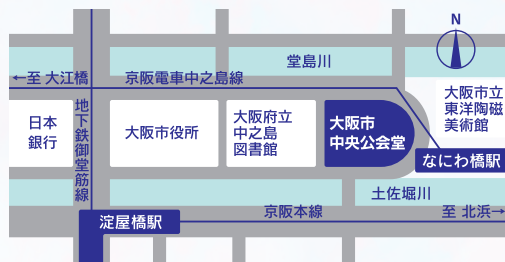 N
堂島川
←至 大江橋
京阪電車中之島線
大阪市立
東洋陶磁
美術館
日本
銀行
地下鉄御堂筋線
大阪市役所
大阪府立
中之島
図書館
大阪市
中央公会堂
なにわ橋駅
土佐堀川
淀屋橋駅
京阪本線
至 北浜→